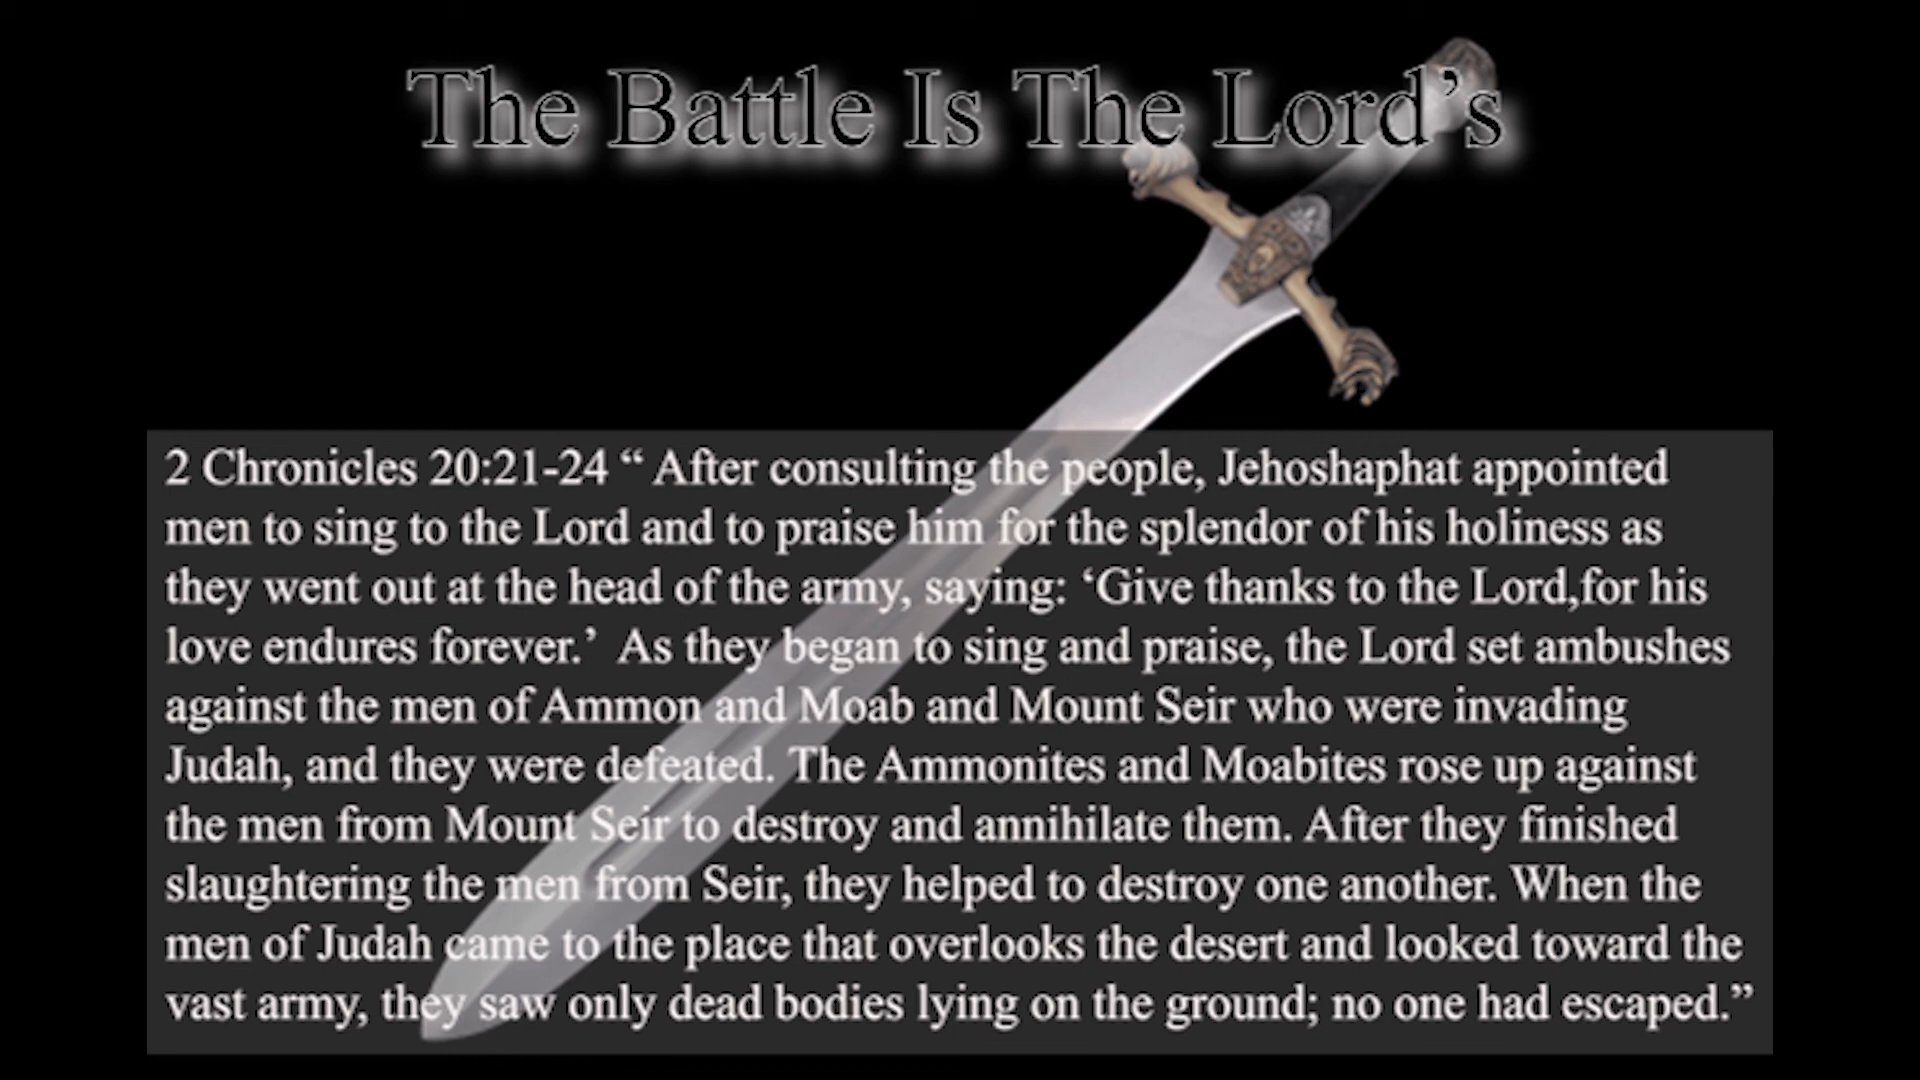 The Battle Is The Lord’s
2 Chronicles 20:21-24 “ After consulting the people, Jehoshaphat appointed
men to sing to the Lord and to praise him for the splendor of his holiness as
they went out at the head of the army, saying: ‘Give thanks to the Lord,for his
love endures forever.’ As they began to sing and praise, the Lord set ambushes
against the men of Ammon and Moab and Mount Seir who were invading
Judah, and they were defeated. The Ammonites and Moabites rose up against
the men from Mount Seir to destroy and annihilate them. After they finished
slaughtering the men from Seir, they helped to destroy one another. When the
men of Judah came to the place that overlooks the desert and looked toward the
vast army, they saw only dead bodies lying on the ground; no one had escaped.”